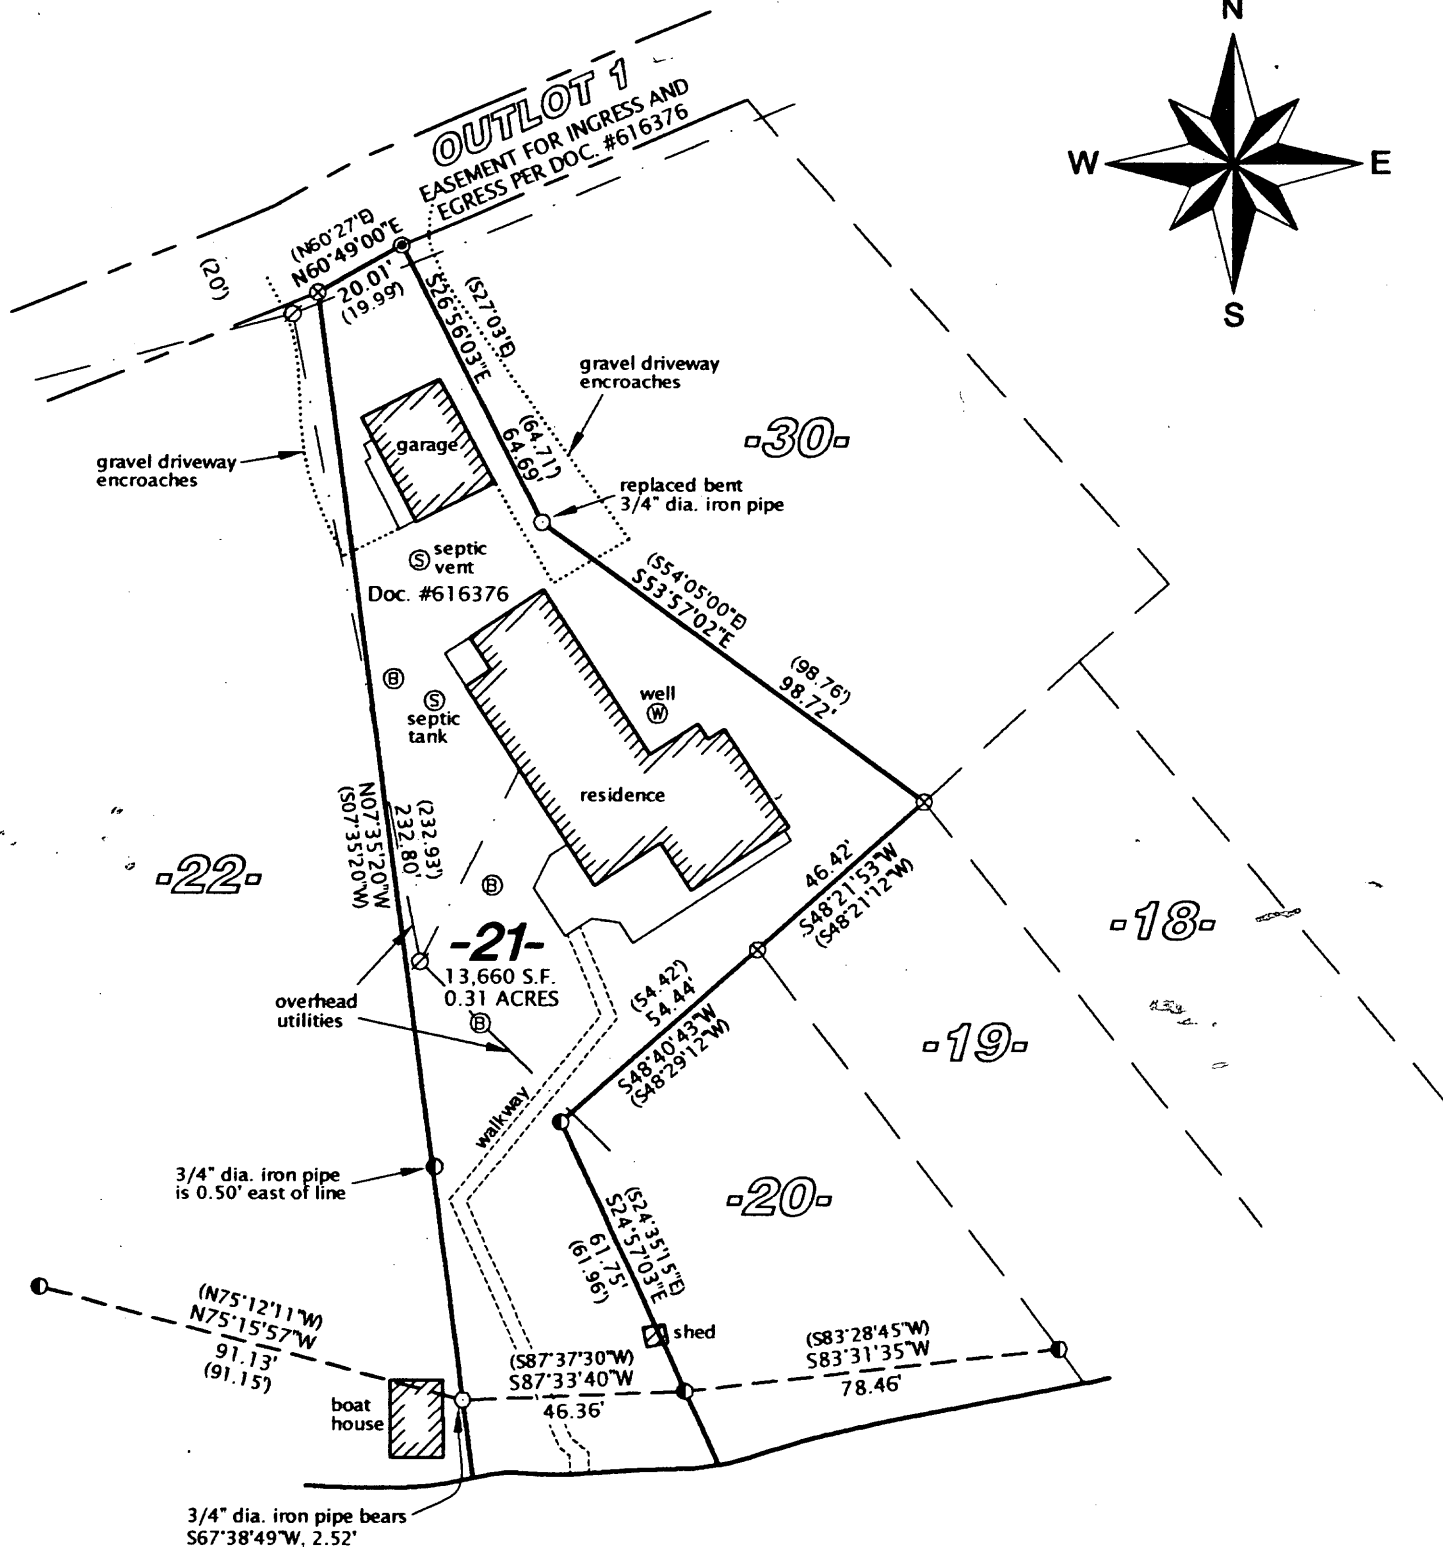 N
W
E
S
OUTLOT 1
EASEMENT FOR INGRESS AND
EGRESS PER DOC. #616376
(N60°27'E)
N60°49'00"E
20.01'
(19.99')
(20')
(S27°03'E)
S26°56'03"E
(64.71')
64.69'
gravel driveway
encroaches
-30-
garage
gravel driveway
encroaches
replaced bent
3/4" dia. iron pipe
septic
vent
S
Doc. #616376
(S54°05'00"E)
S53°57'02"E
(98.76')
98.72'
B
S
septic
tank
well
W
residence
(232.93')
232.80'
N07°35'20"W
(S07°35'20"W)
46.42'
S48°21'53"W
(S48°21'12"W)
-22-
B
-18-
-21-
13,660 S.F.
0.31 ACRES
overhead
utilities
B
(54.42')
54.44'
S48°40'43"W
(S48°29'12"W)
-19-
walkway
3/4" dia. iron pipe
is 0.50' east of line
-20-
(S24°35'15"E)
S24°57'03"E
61.75'
(61.96')
(N75°12'11"W)
N75°15'57"W
91.13'
(91.15')
shed
(S87°37'30"W)
S87°33'40"W
46.36'
(S83°28'45"W)
S83°31'35"W
78.46'
boat
house
3/4" dia. iron pipe bears
S67°38'49"W, 2.52'